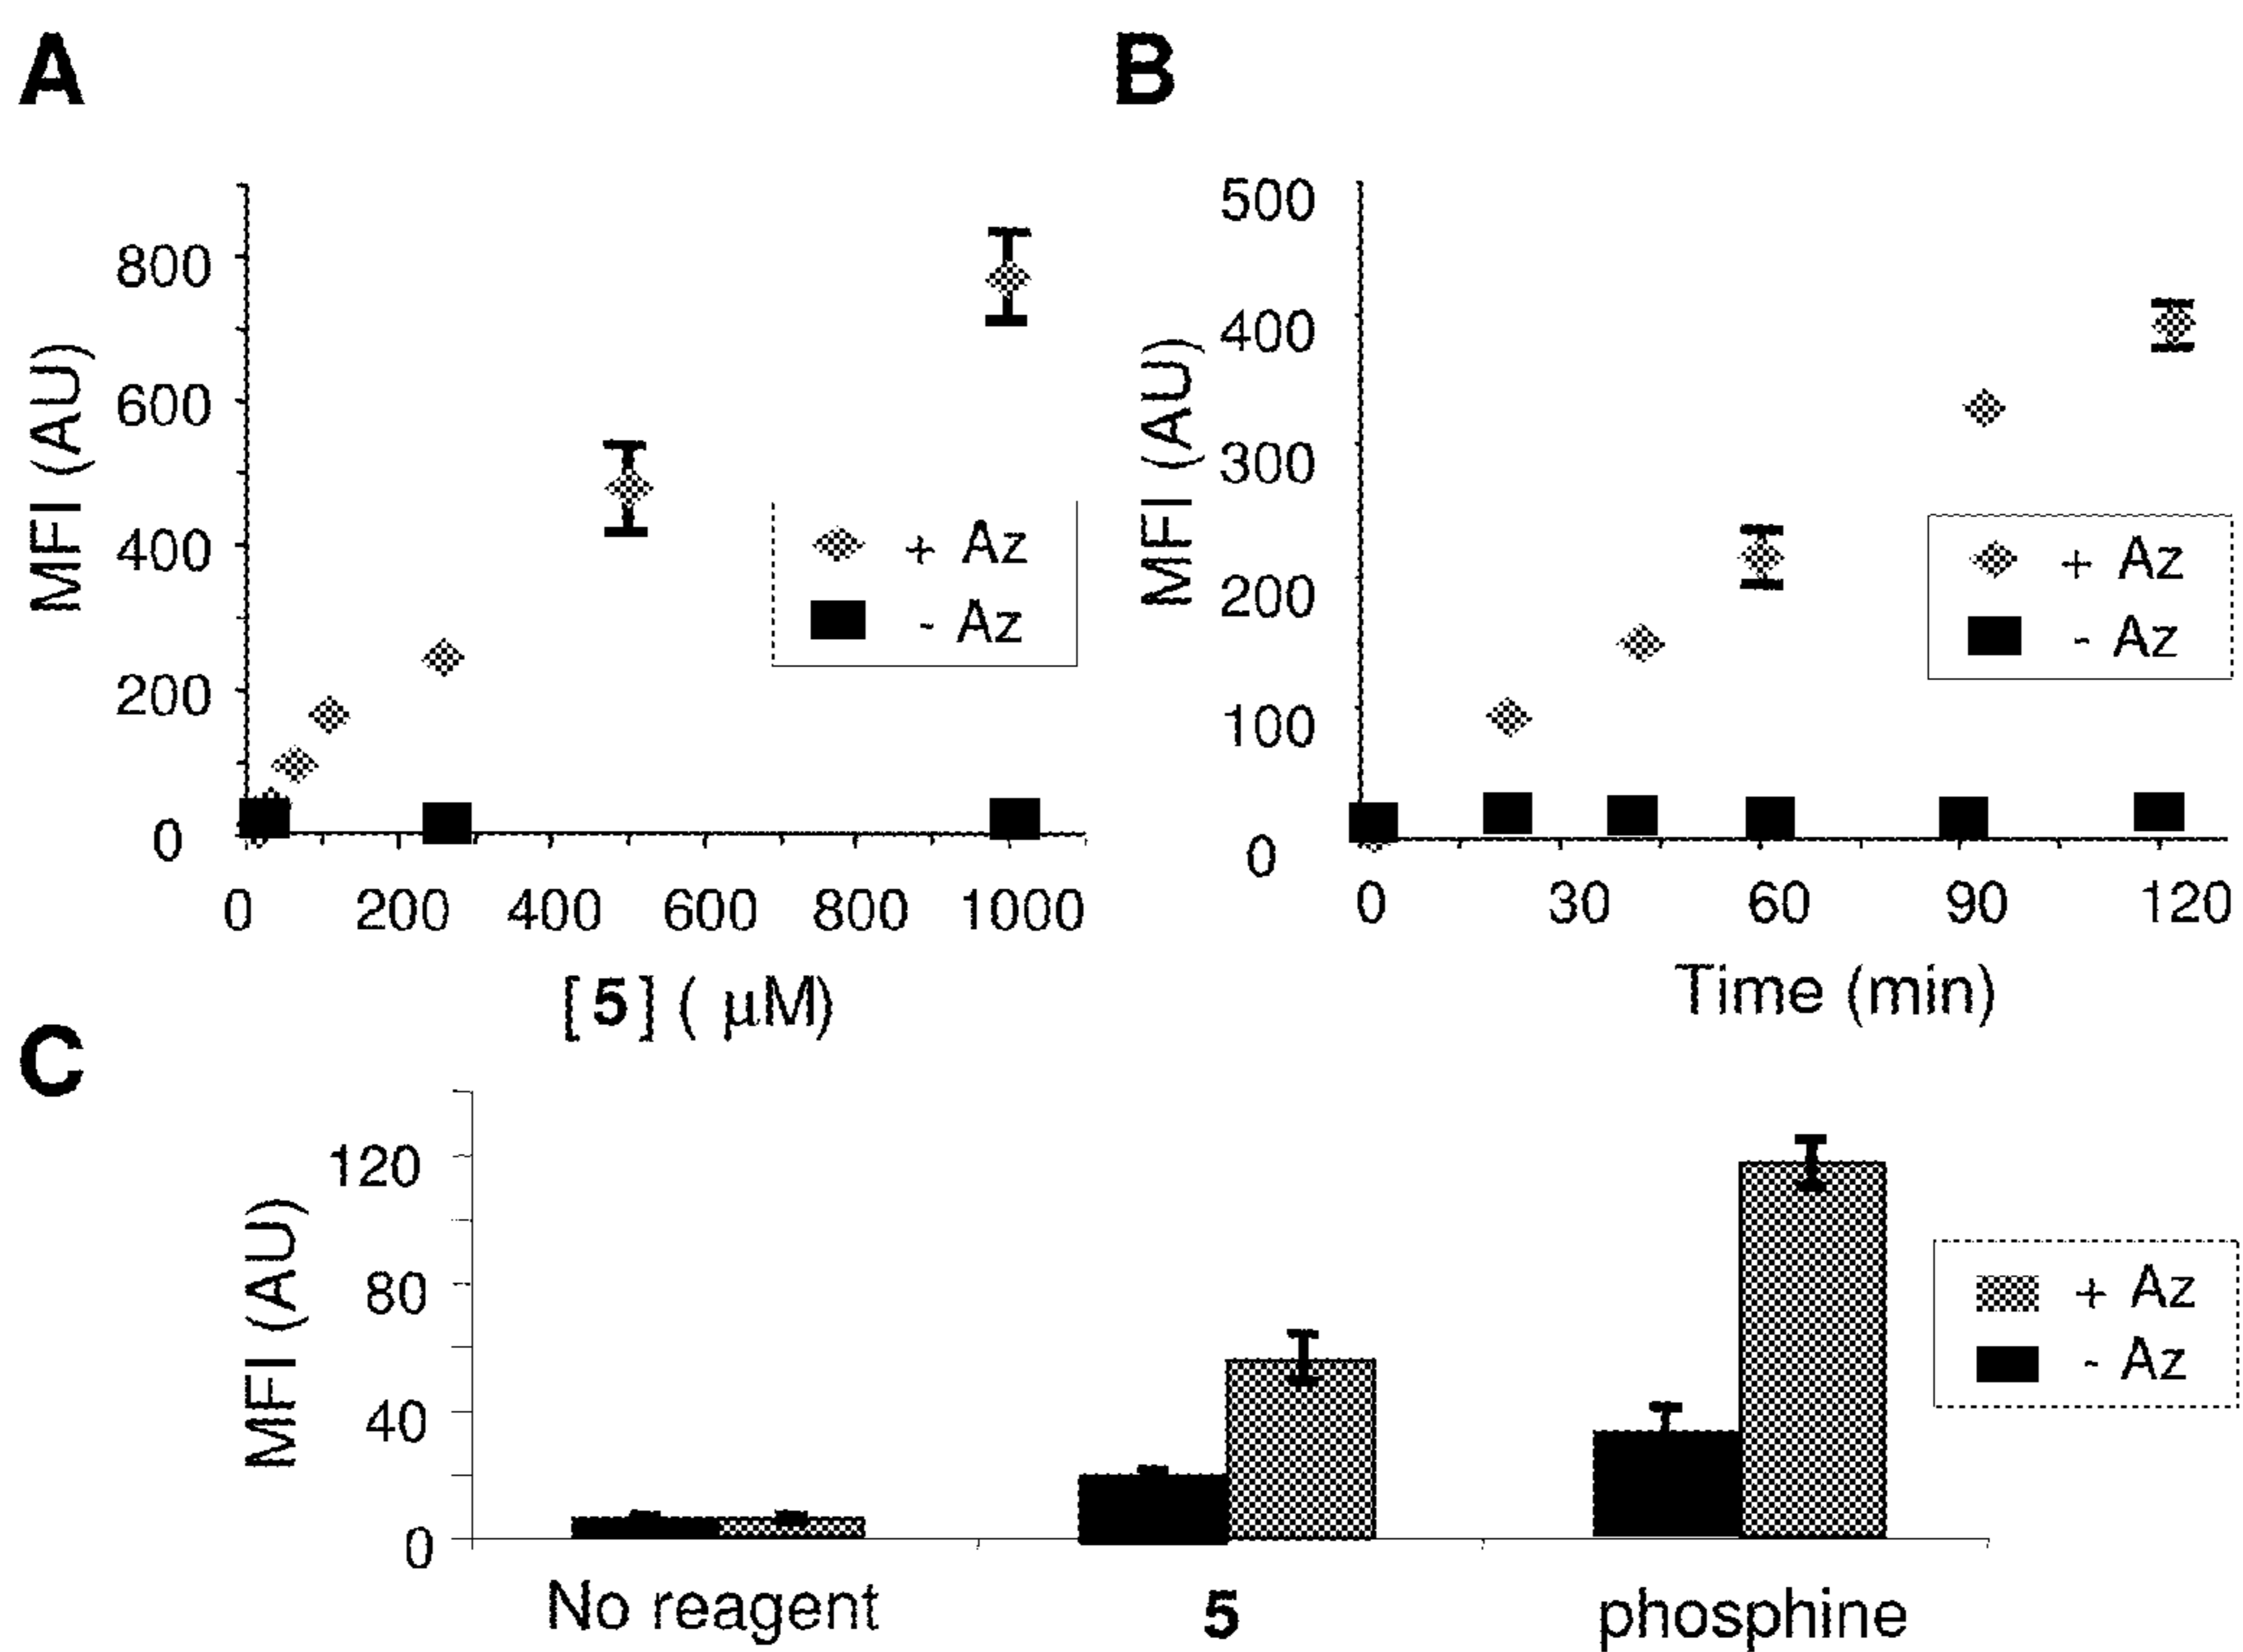 A
B
MFI (AU)
800
600
400
200
0
0 200 400 600 800 1000
[5] ( μM)
+ Az
- Az
MFI (AU)
500
400
300
200
100
0
0 30 60 90 120
Time (min)
+ Az
- Az
C
MFI (AU)
120
80
40
0
No reagent 5 phosphine
+ Az
- Az